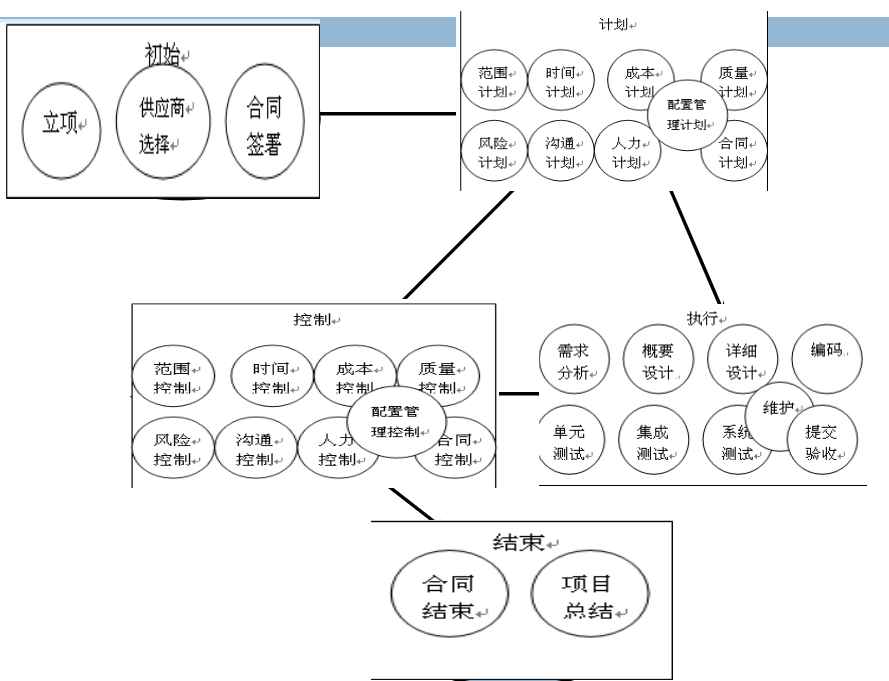 初始
立项
供应商
选择
合同
签署
计划
范围
计划
时间
计划
成本
计划
质量
计划
配置管
理计划
风险
计划
沟通
计划
人力
计划
合同
计划
控制
范围
控制
时间
控制
成本
控制
质量
控制
配置管
理控制
风险
控制
沟通
控制
人力
控制
合同
控制
执行
需求
分析
概要
设计
详细
设计
编码
维护
单元
测试
集成
测试
系统
测试
提交
验收
结束
合同
结束
项目
总结